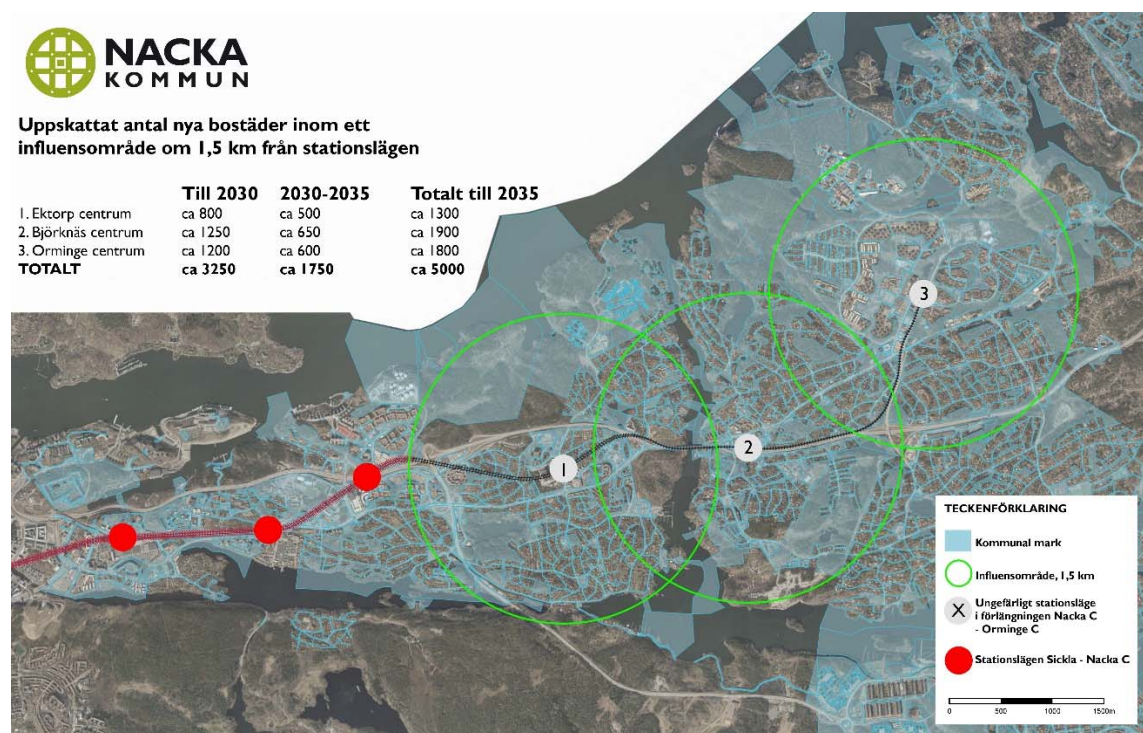 NACKA
KOMMUN
Uppskattat antal nya bostäder inom ett
influensområde om 1,5 km från stationslägen
Till 2030 2030-2035 Totalt till 2035
1. Ektorp centrum ca 800 ca 500 ca 1300
2. Björknäs centrum ca 1250 ca 650 ca 1900
3. Orminge centrum ca 1200 ca 600 ca 1800
TOTALT ca 3250 ca 1750 ca 5000
3
2
1
TECKENFÖRKLARING
Kommunal mark
Influensområde, 1,5 km
X
Ungefärligt stationsläge
i förlängningen Nacka C
- Orminge C
Stationslägen Sickla - Nacka C
0 500 1000 1500m